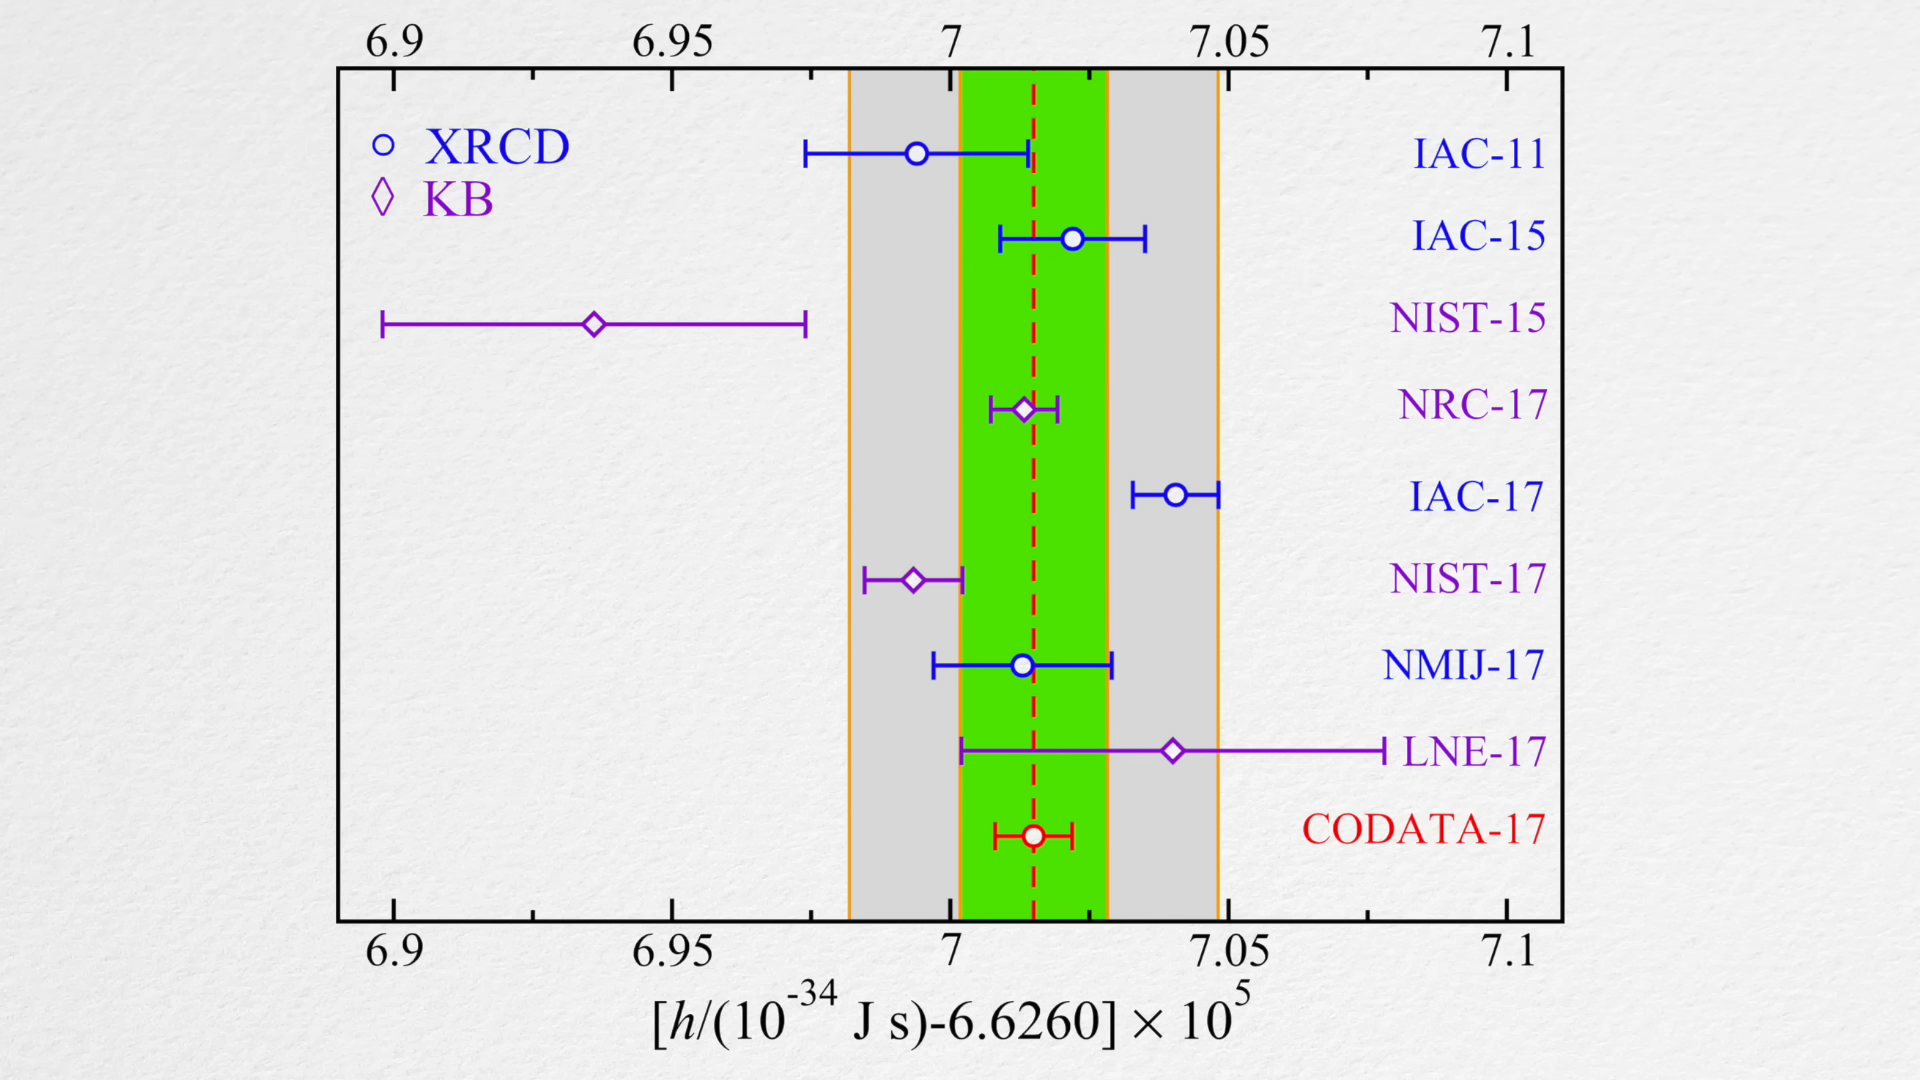 6.9 6.95 7 7.05 7.1
XRCD
KB
IAC-11
IAC-15
NIST-15
NRC-17
IAC-17
NIST-17
NMIJ-17
LNE-17
CODATA-17
6.9 6.95 7 7.05 7.1
[h/(10⁻³⁴ J s)-6.6260] × 10⁵